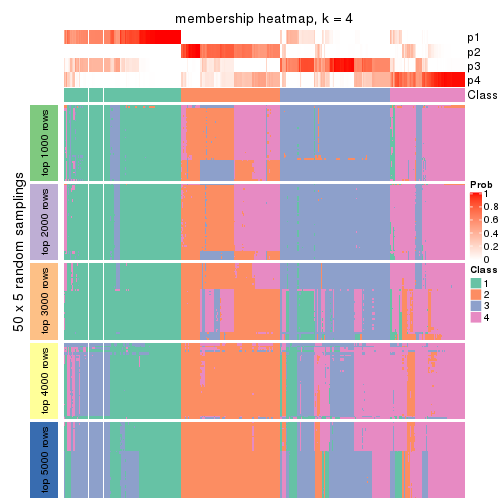 membership heatmap, k = 4
p1
p2
p3
p4
Class
50 x 5 random samplings
top 1000 rows
top 2000 rows
top 3000 rows
top 4000 rows
top 5000 rows
Prob
1
0.8
0.6
0.4
0.2
0
Class
1
2
3
4